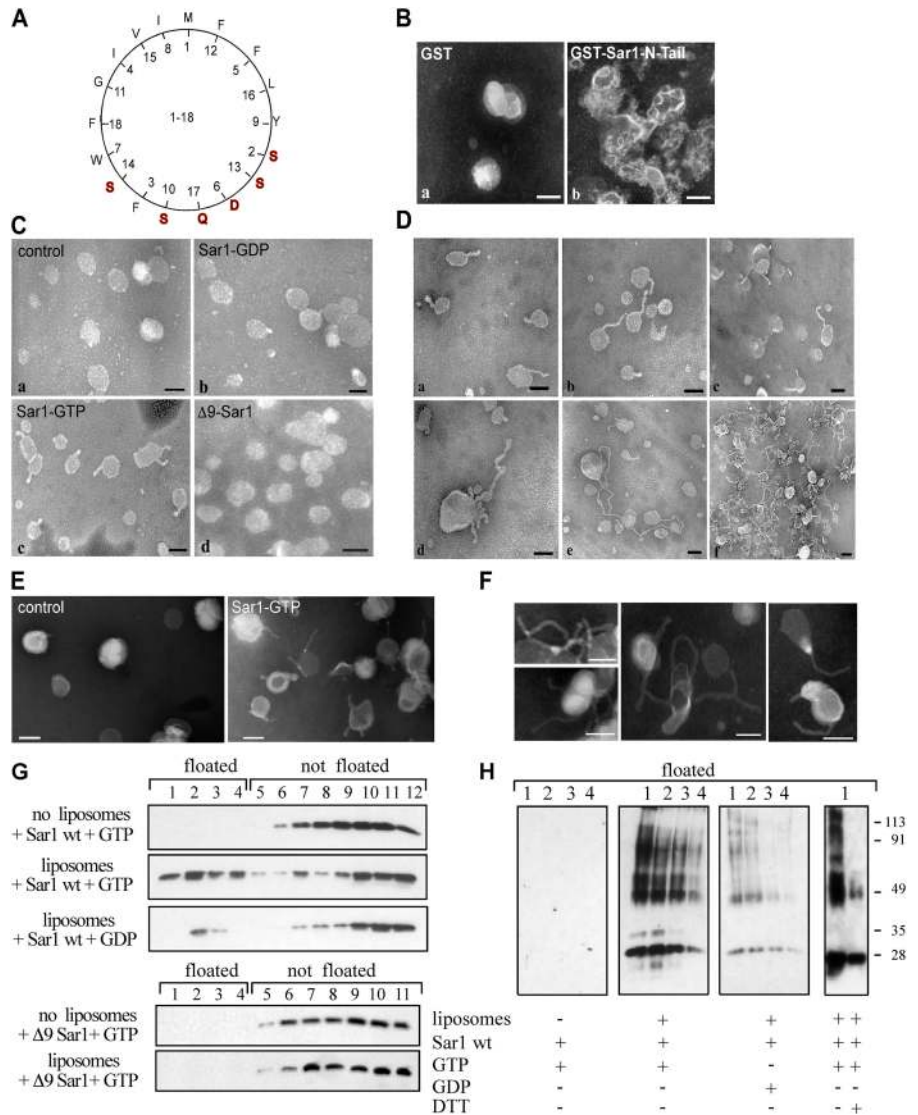 A
M
F
F
L
Y
S
S
D
Q
S
F
S
W
F
G
I
V
I
1
12
5
16
9
2
13
6
17
10
3
14
7
18
11
4
15
8
1-18
B
GST
a
GST-Sar1-N-Tail
b
C
control
a
Sar1-GDP
b
Sar1-GTP
c
Δ9-Sar1
d
D
a
b
c
d
e
f
E
control
Sar1-GTP
F
G
floated not floated
1 2 3 4 5 6 7 8 9 10 11 12
no liposomes
+ Sar1 wt + GTP
liposomes
+ Sar1 wt + GTP
liposomes
+ Sar1 wt + GDP
floated not floated
1 2 3 4 5 6 7 8 9 10 11
no liposomes
+ Δ9 Sar1+ GTP
liposomes
+ Δ9 Sar1+ GTP
H
floated
1 2 3 4 1 2 3 4 1 2 3 4 1
- 113
- 91
- 49
- 35
- 28
liposomes - + + + +
Sar1 wt + + + + +
GTP + + - + +
GDP - - + - -
DTT - - - - +